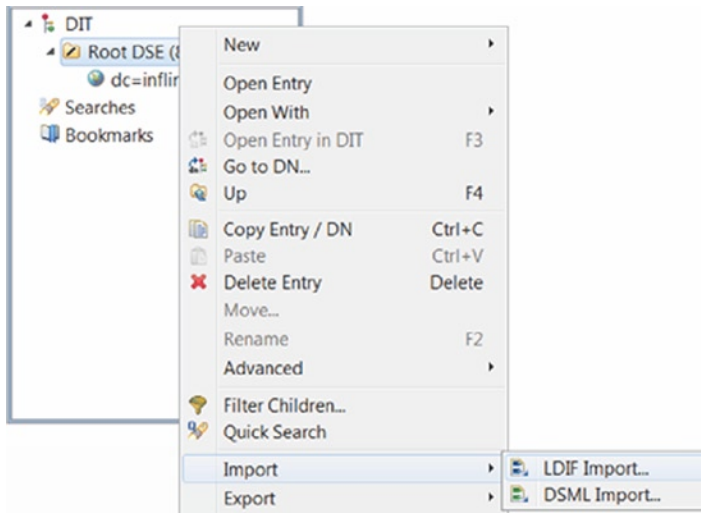 DIT
Root DSE (
dc=inflin
Searches
Bookmarks
New
Open Entry
Open With
Open Entry in DIT F3
Go to DN...
Up F4
Copy Entry / DN Ctrl+C
Paste Ctrl+V
Delete Entry Delete
Move...
Rename F2
Advanced
Filter Children...
Quick Search
Import
Export
LDIF Import...
DSML Import...